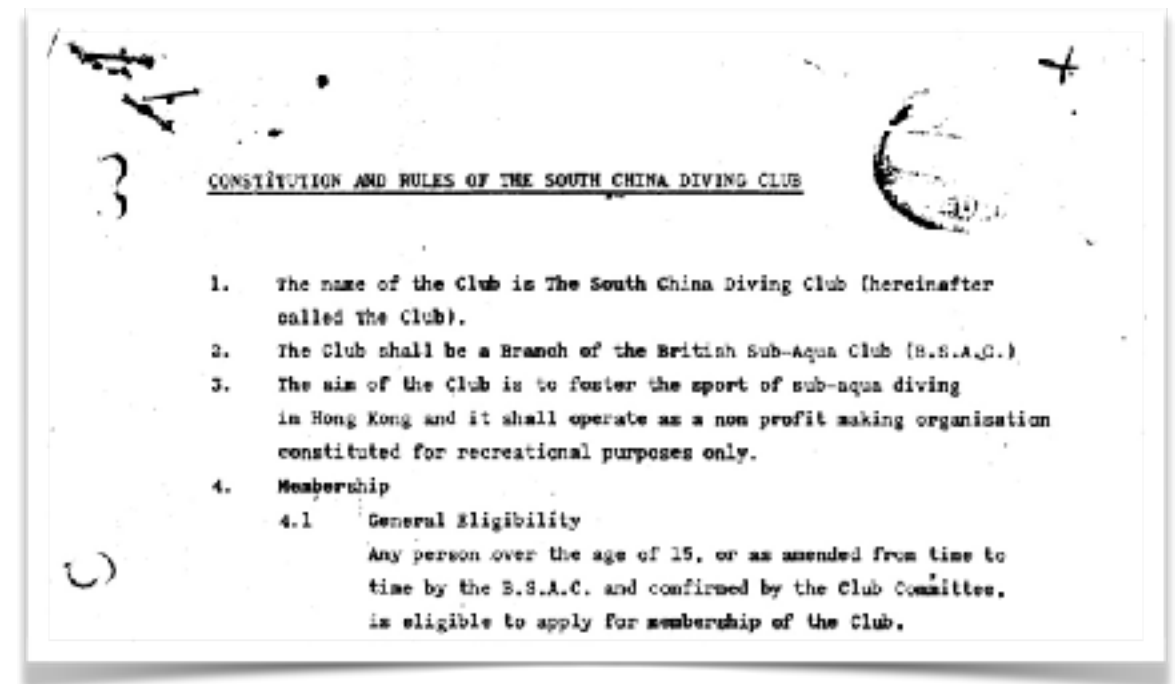 CONSTITUTION AND RULES OF THE SOUTH CHINA DIVING CLUB
1. The name of the Club is The South China Diving Club (hereinafter
called The Club).
2. The Club shall be a Branch of the British Sub-Aqua Club (B.S.A.C.)
3. The aim of the Club is to foster the sport of sub-aqua diving
in Hong Kong and it shall operate as a non profit making organisation
constituted for recreational purposes only.
4. Membership
4.1 General Eligibility
Any person over the age of 15, or as amended from time to
time by the B.S.A.C. and confirmed by the Club Committee,
is eligible to apply for membership of the Club.